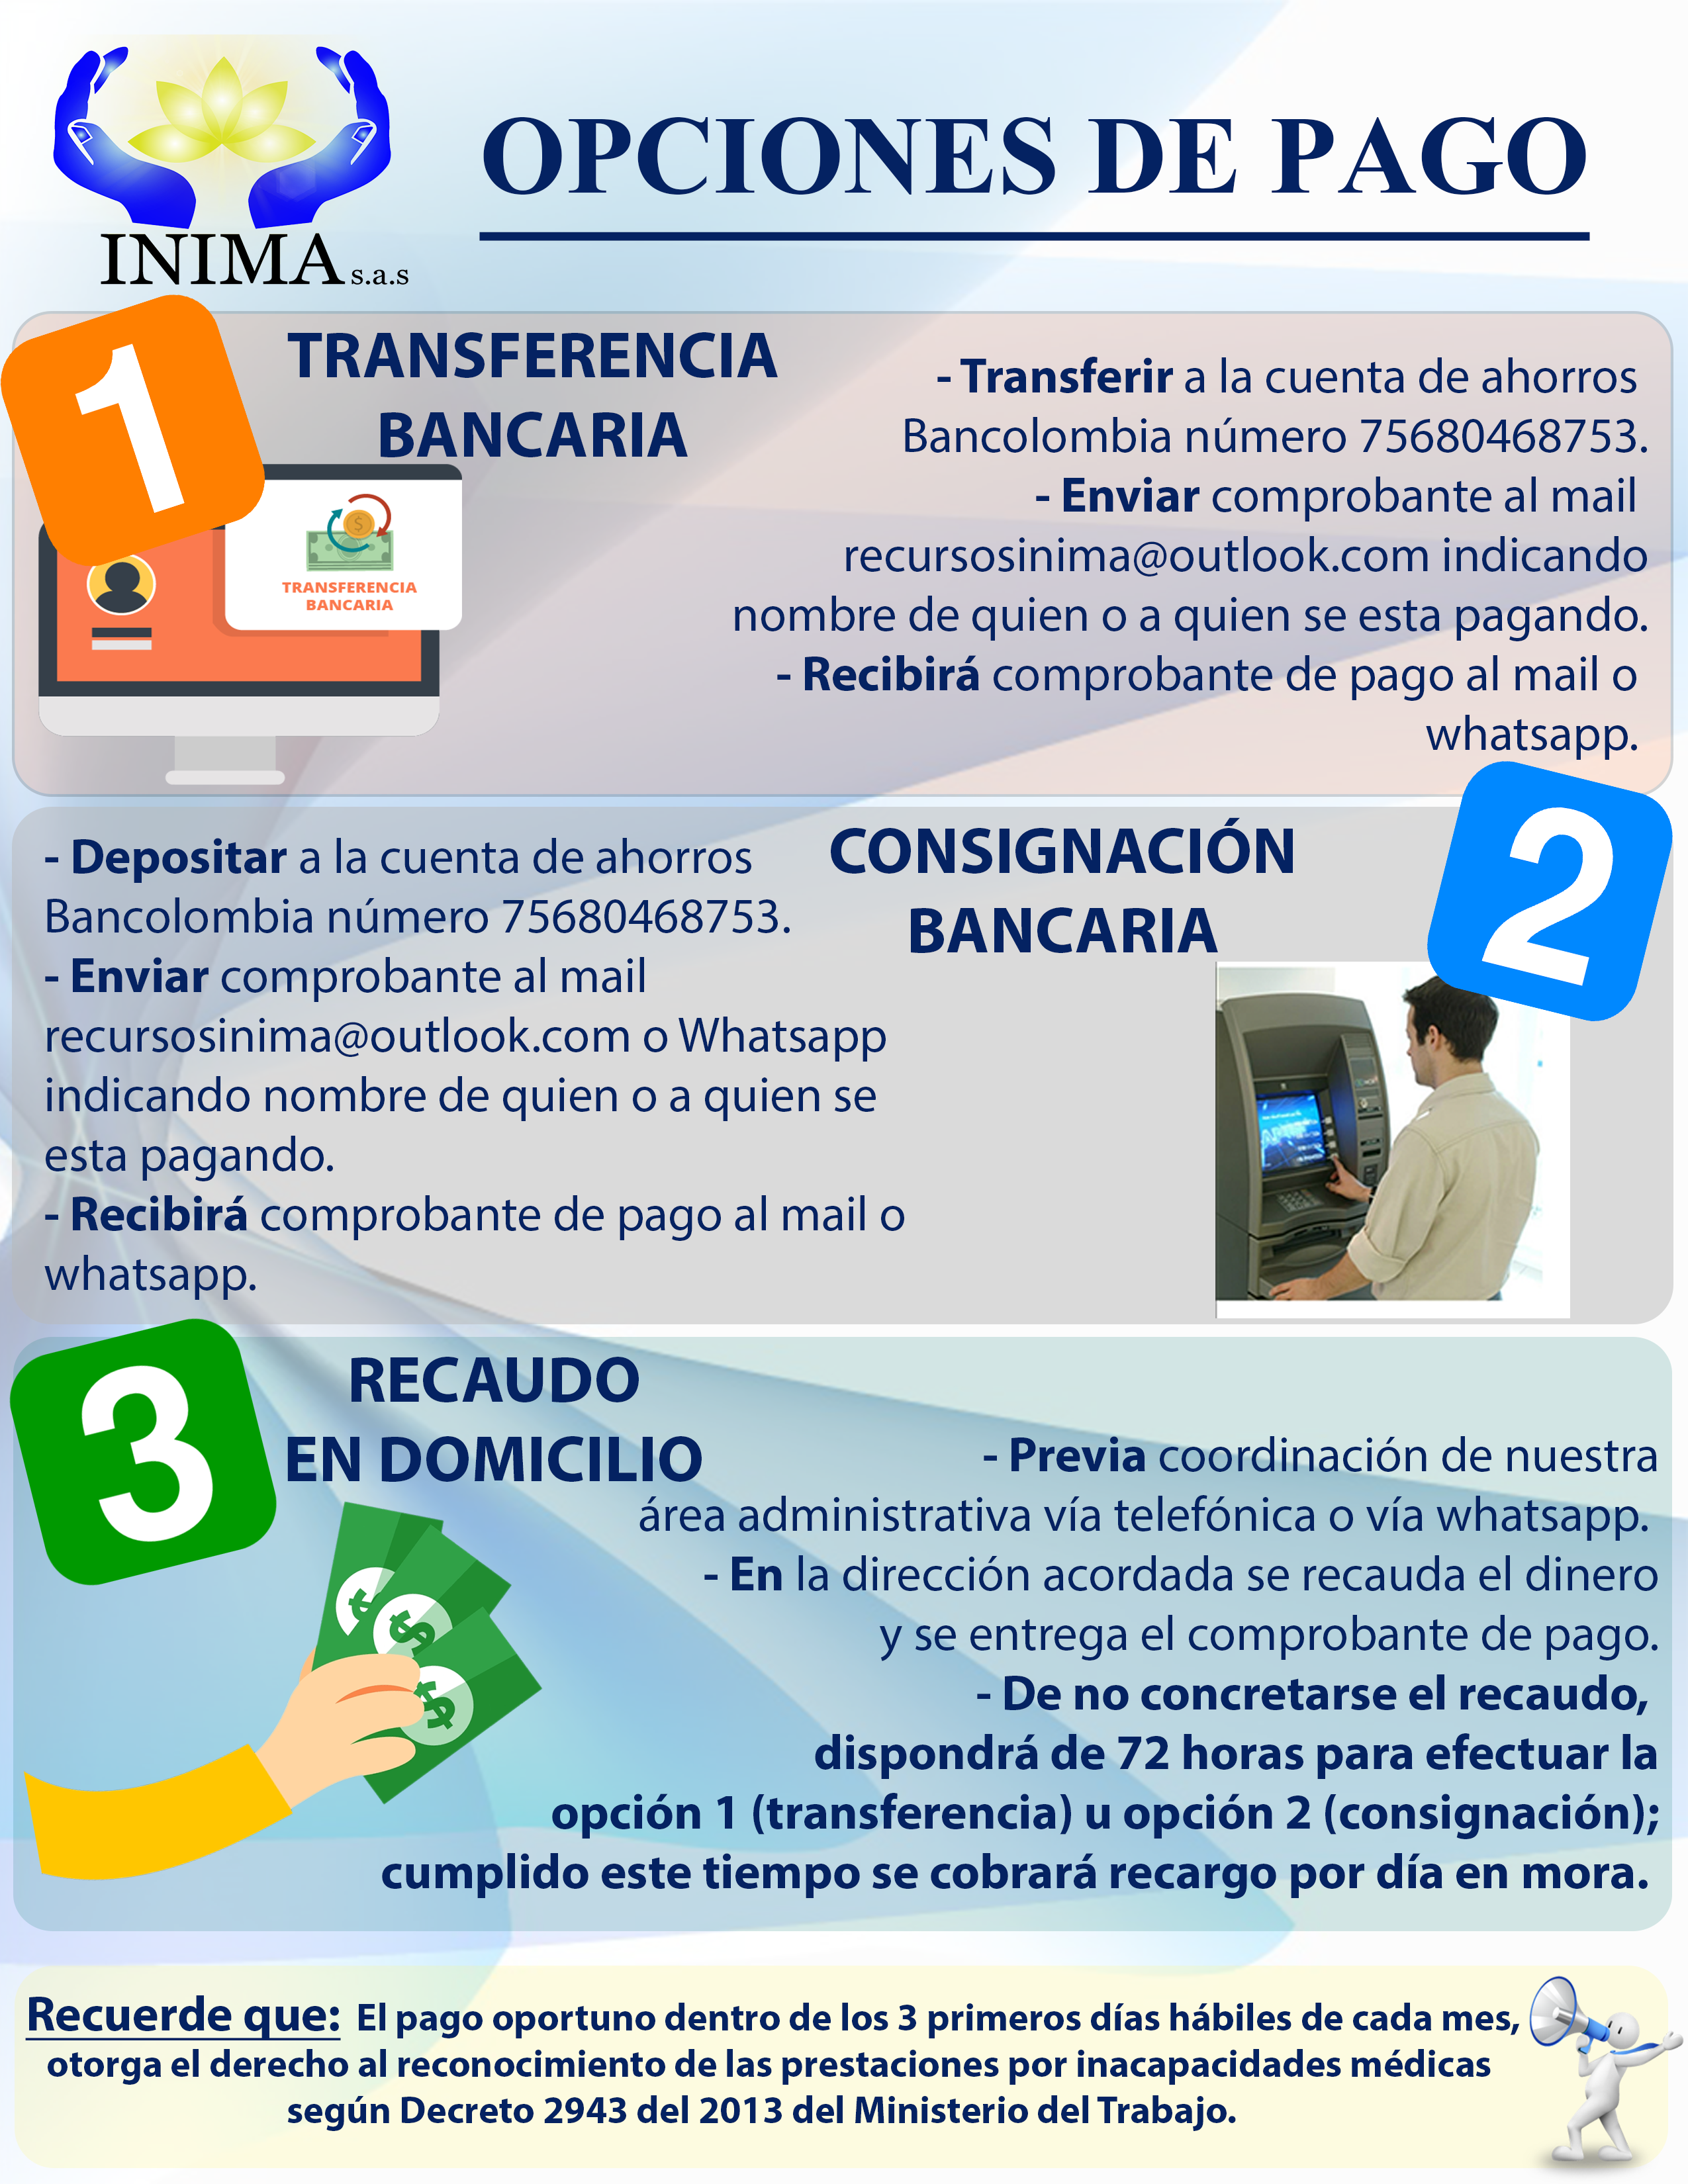 INIMA s.a.s
OPCIONES DE PAGO
1
TRANSFERENCIA
BANCARIA
TRANSFERENCIA
BANCARIA
- Transferir a la cuenta de ahorros
Bancolombia número 75680468753.
- Enviar comprobante al mail
recursosinima@outlook.com indicando
nombre de quien o a quien se esta pagando.
- Recibirá comprobante de pago al mail o
whatsapp.
2
CONSIGNACIÓN
BANCARIA
- Depositar a la cuenta de ahorros
Bancolombia número 75680468753.
- Enviar comprobante al mail
recursosinima@outlook.com o Whatsapp
indicando nombre de quien o a quien se
esta pagando.
- Recibirá comprobante de pago al mail o
whatsapp.
3
RECAUDO
EN DOMICILIO
- Previa coordinación de nuestra
área administrativa vía telefónica o vía whatsapp.
- En la dirección acordada se recauda el dinero
y se entrega el comprobante de pago.
- De no concretarse el recaudo,
dispondrá de 72 horas para efectuar la
opción 1 (transferencia) u opción 2 (consignación);
cumplido este tiempo se cobrará recargo por día en mora.
Recuerde que: El pago oportuno dentro de los 3 primeros días hábiles de cada mes,
otorga el derecho al reconocimiento de las prestaciones por inacapacidades médicas
según Decreto 2943 del 2013 del Ministerio del Trabajo.